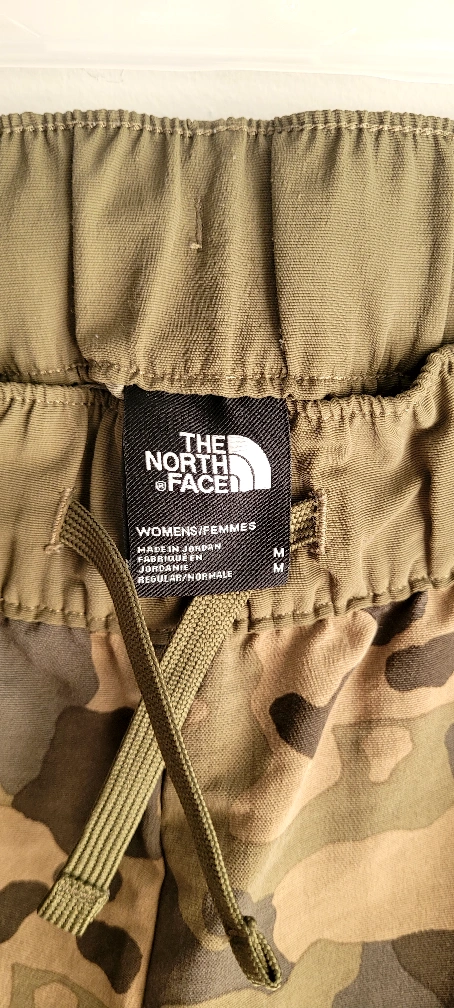 THE
NORTH
®FACE
WOMENS/FEMMES
MADE IN JORDAN M
FABRIQUÉ EN M
JORDANIE
REGULAR/NORMALE